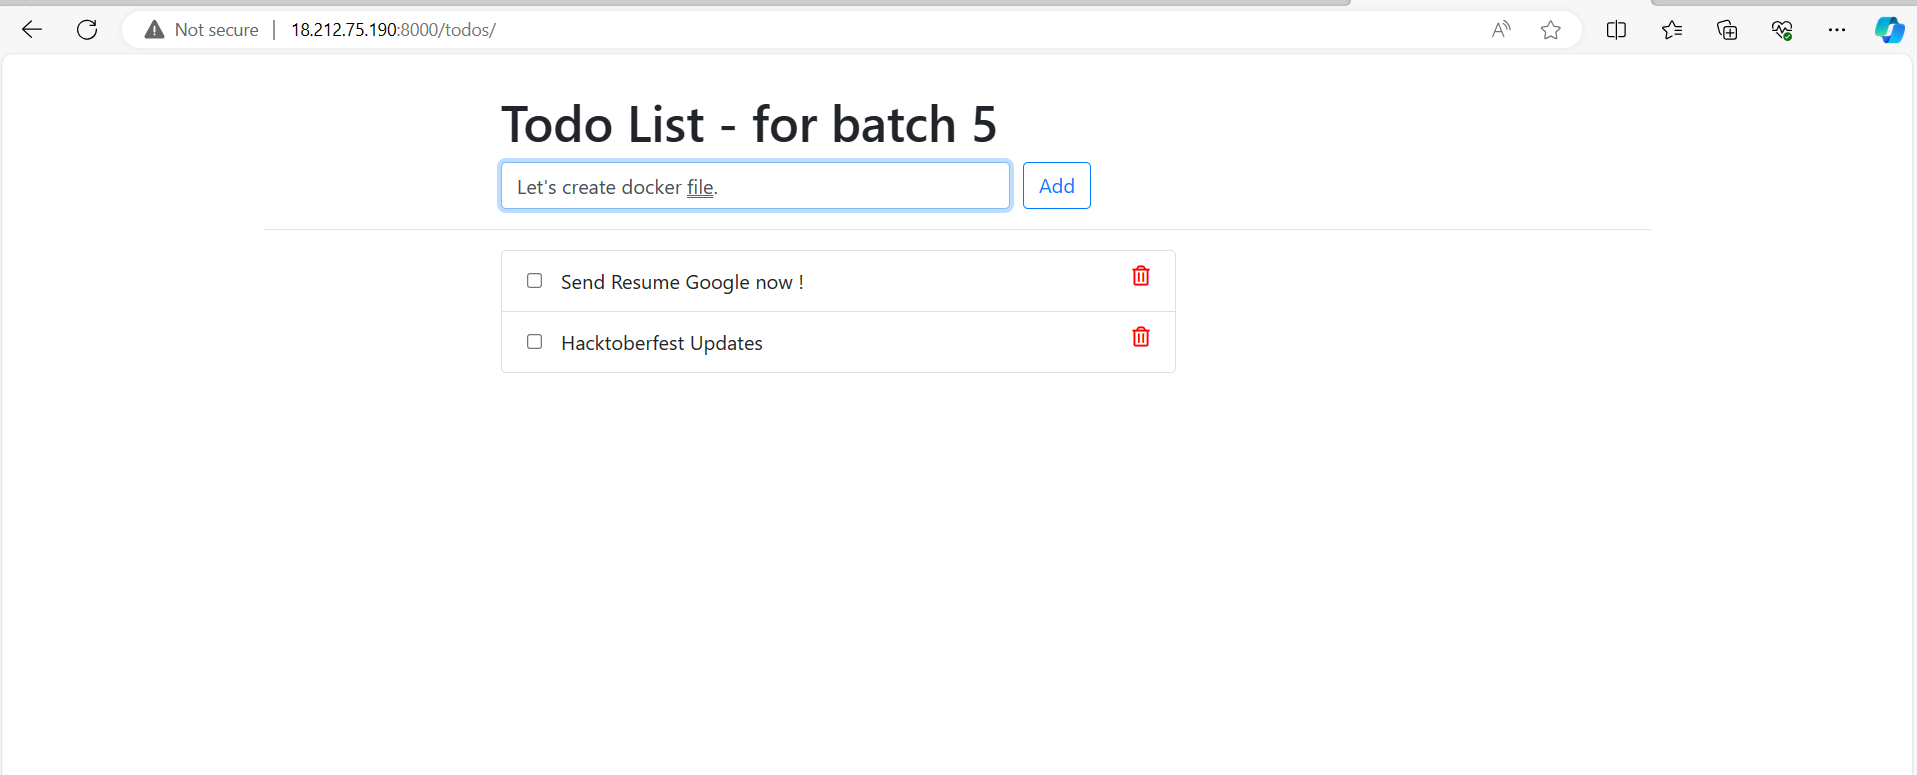 Not secure | 18.212.75.190:8000/todos/
Todo List - for batch 5
Let's create docker file.
Add
Send Resume Google now !
Hacktoberfest Updates